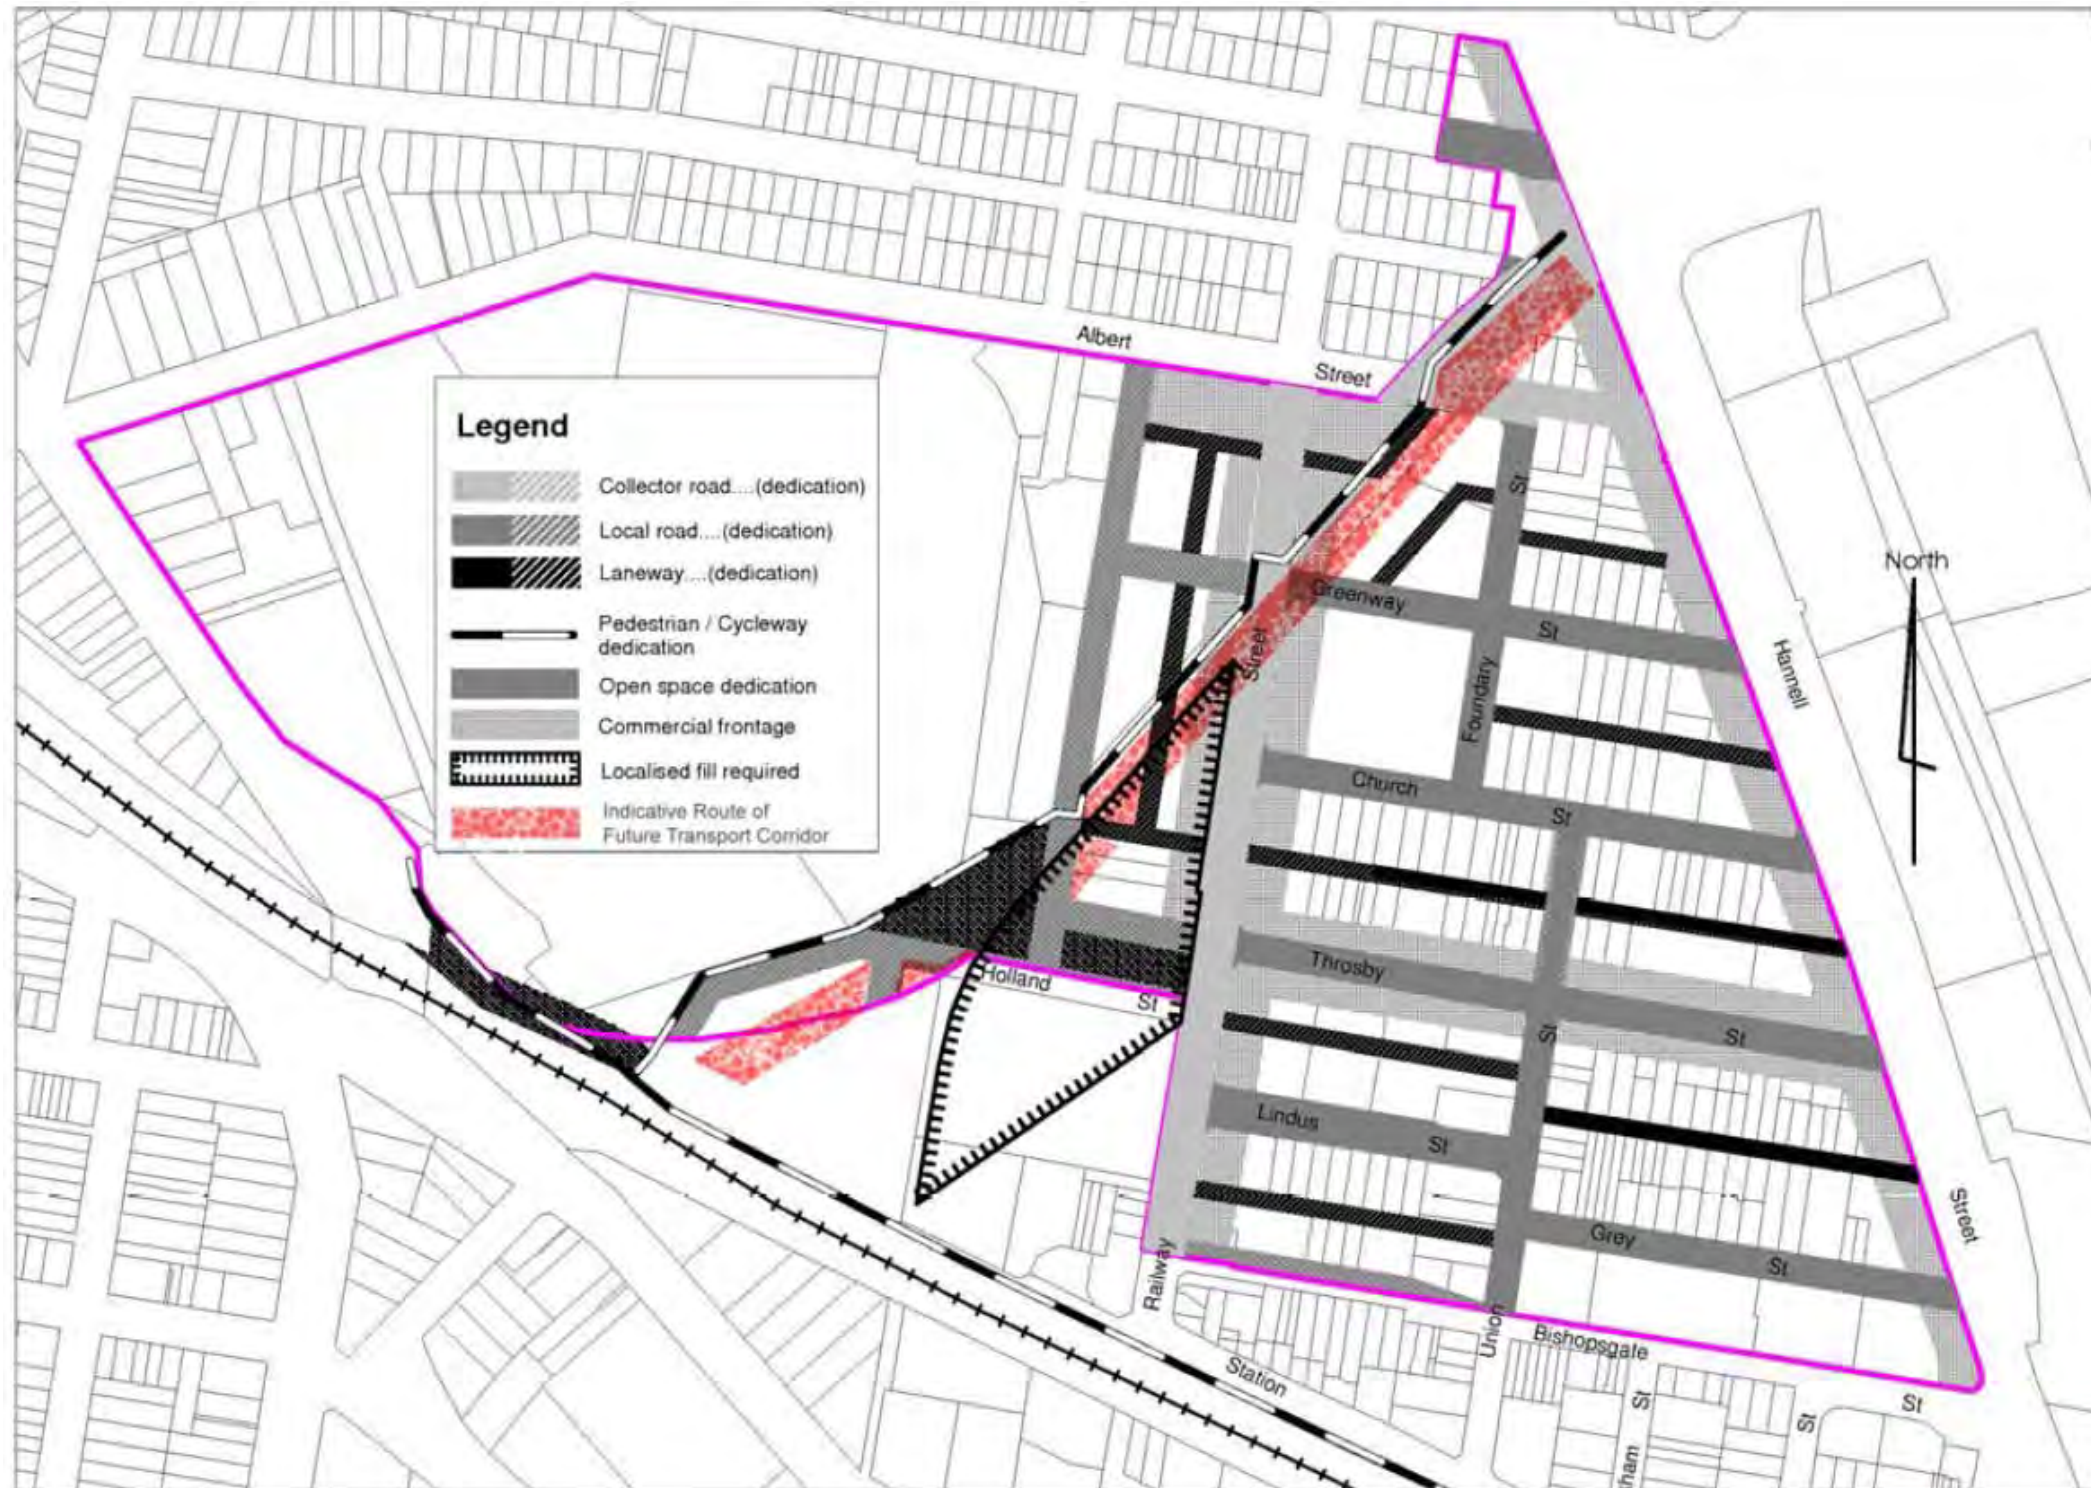 Albert
Street
Legend
Collector road....(dedication)
Local road....(dedication)
Laneway....(dedication)
Pedestrian / Cycleway
dedication
Open space dedication
Commercial frontage
Localised fill required
Indicative Route of
Future Transport Corridor
St
North
Greenway
St
Street
Hannell
Foundary
Church
St
Throsby
Holland
St
St
St
Lindus
St
Street
Grey
St
Railway
Union
Bishopsgate
Station
St
St
St